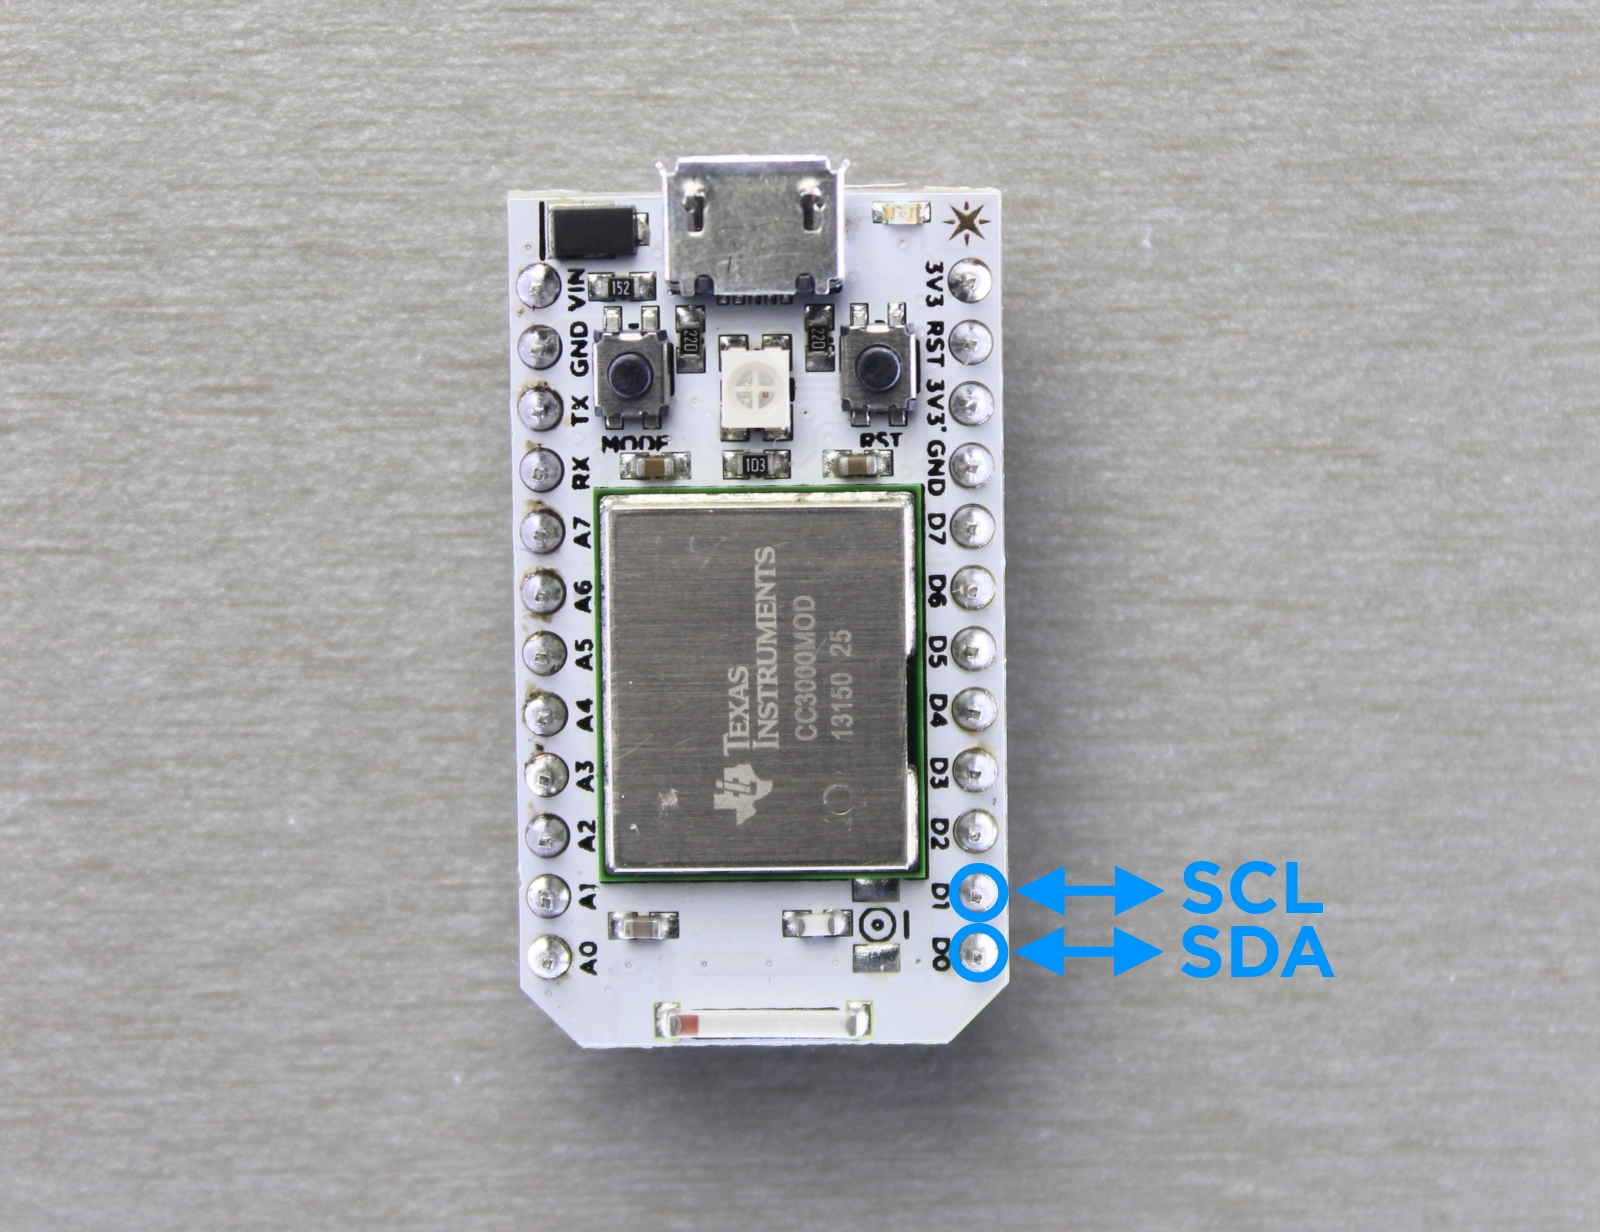 VIN
GND
TX
RX
A7
A6
A5
A4
A3
A2
A1
A0
152
220
220
MODE
RST
103
TEXAS
INSTRUMENTS
CC3000MOD
13150 25
3V3
RST
3V3*
GND
D7
D6
D5
D4
D3
D2
D1
D0
SCL
SDA